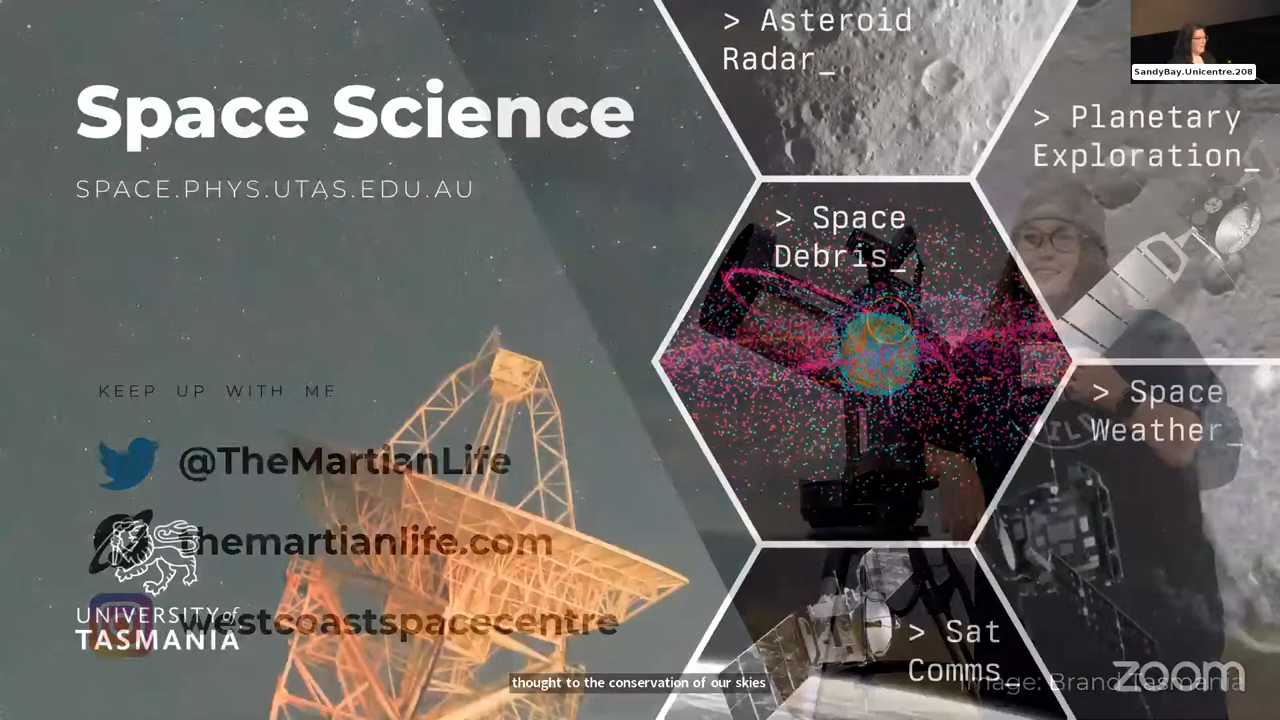 > Asteroid
Radar_
SandyBay.Unicentre.208
Space Science
SPACE.PHYS.UTAS.EDU.AU
> Planetary
Exploration_
> Space
Debris_
KEEP UP WITH ME
@TheMartianLife
themartianlife.com
westcoastspacecentre
UNIVERSITY of
TASMANIA
> Space
Weather_
> Sat
Comms_
Image: Brand Tasmania
zoom
thought to the conservation of our skies